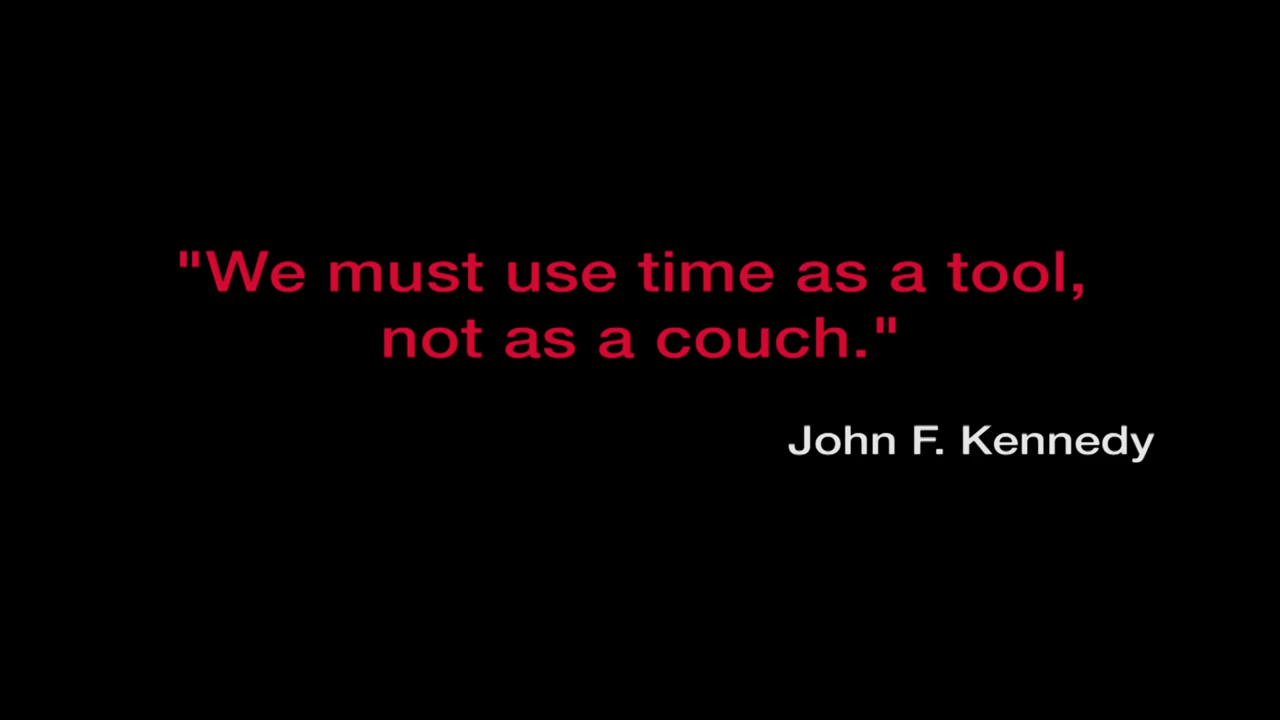 "We must use time as a tool,
not as a couch."
John F. Kennedy